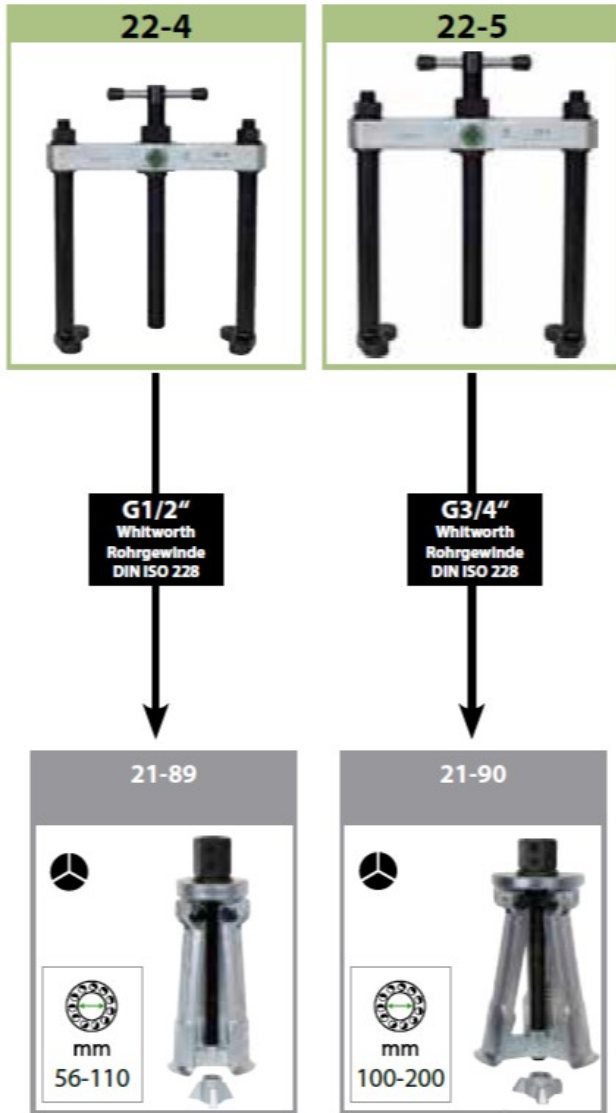 22-4
22-5
G1/2“
Whitworth
Rohrgewinde
DIN ISO 228
G3/4“
Whitworth
Rohrgewinde
DIN ISO 228
21-89
21-90
mm
56-110
mm
100-200